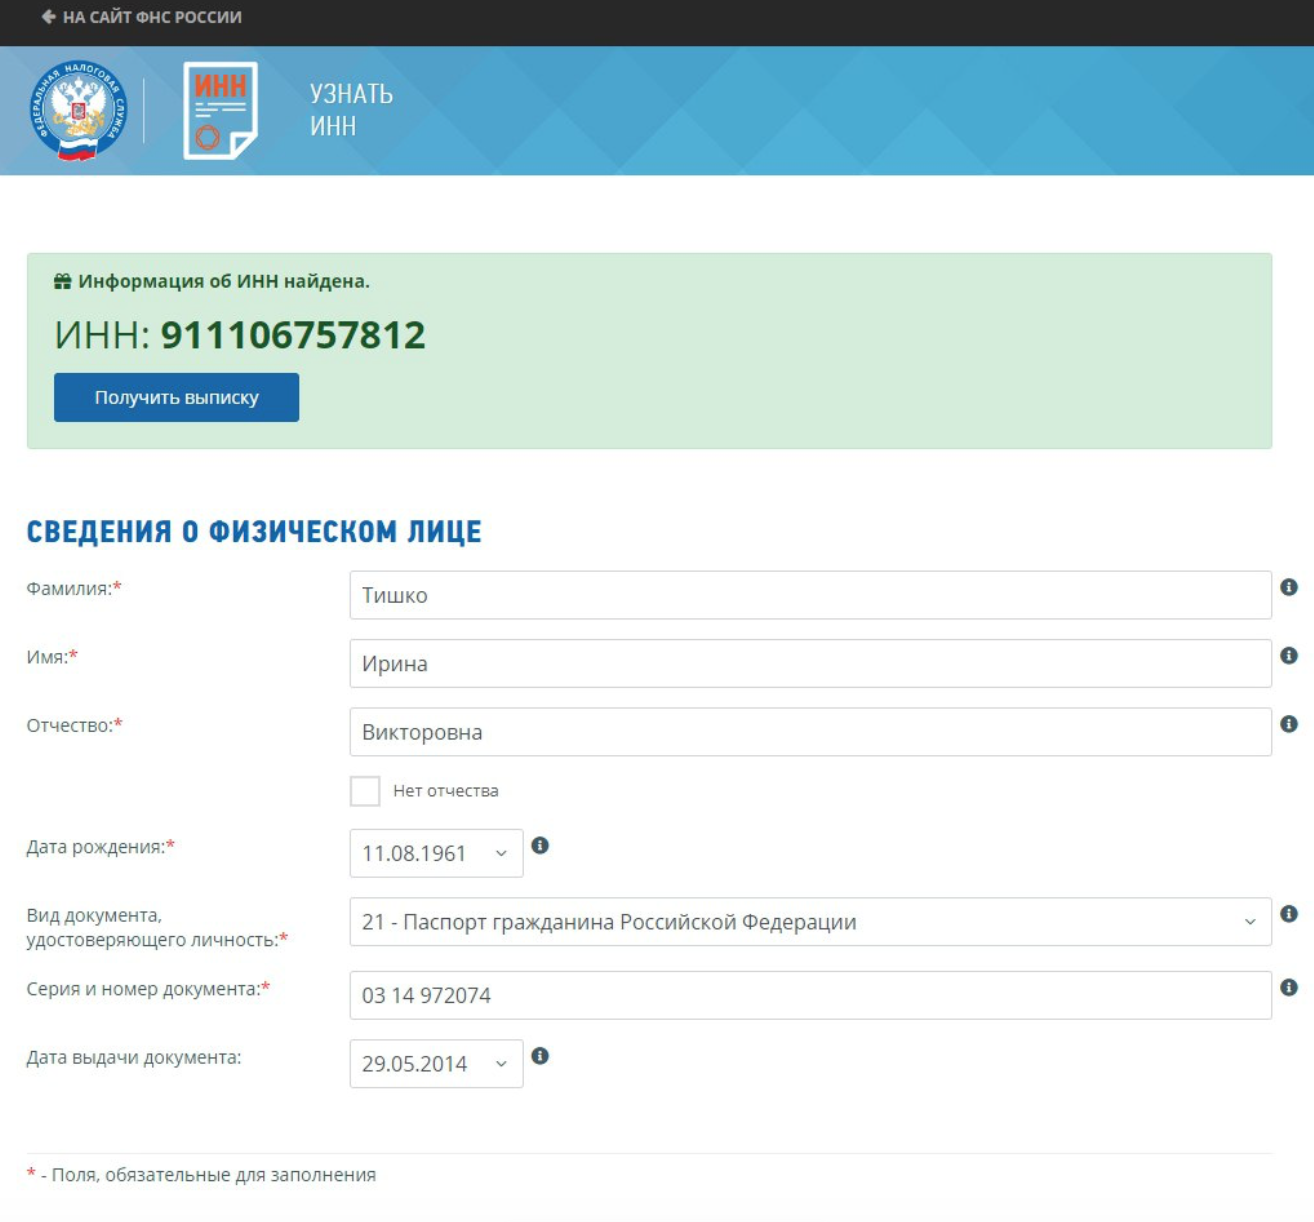 НА САЙТ ФНС РОССИИ
ФЕДЕРАЛЬНАЯ НАЛОГОВАЯ СЛУЖБА
ИНН
УЗНАТЬ
ИНН
Информация об ИНН найдена.
ИНН: 911106757812
Получить выписку
СВЕДЕНИЯ О ФИЗИЧЕСКОМ ЛИЦЕ
Фамилия:* Тишко
Имя:* Ирина
Отчество:* Викторовна
Нет отчества
Дата рождения:* 11.08.1961
Вид документа,
удостоверяющего личность:* 21 - Паспорт гражданина Российской Федерации
Серия и номер документа:* 03 14 972074
Дата выдачи документа: 29.05.2014
* - Поля, обязательные для заполнения